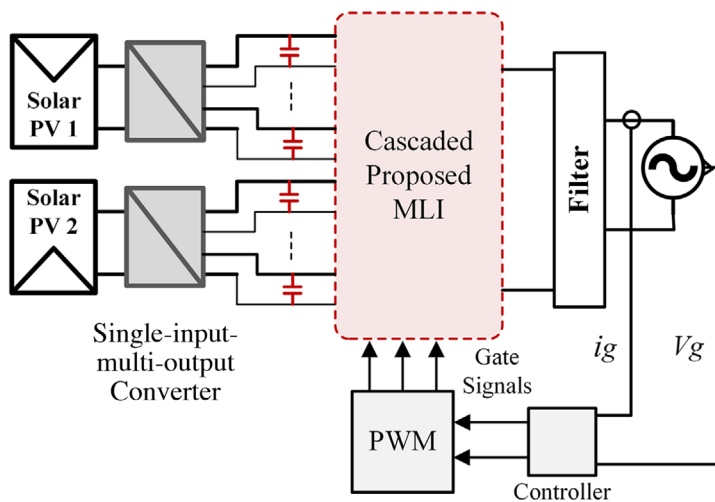 Solar
PV 1
Solar
PV 2
Single-input-
multi-output
Converter
Cascaded
Proposed
MLI
Filter
ig
Vg
Gate
Signals
PWM
Controller